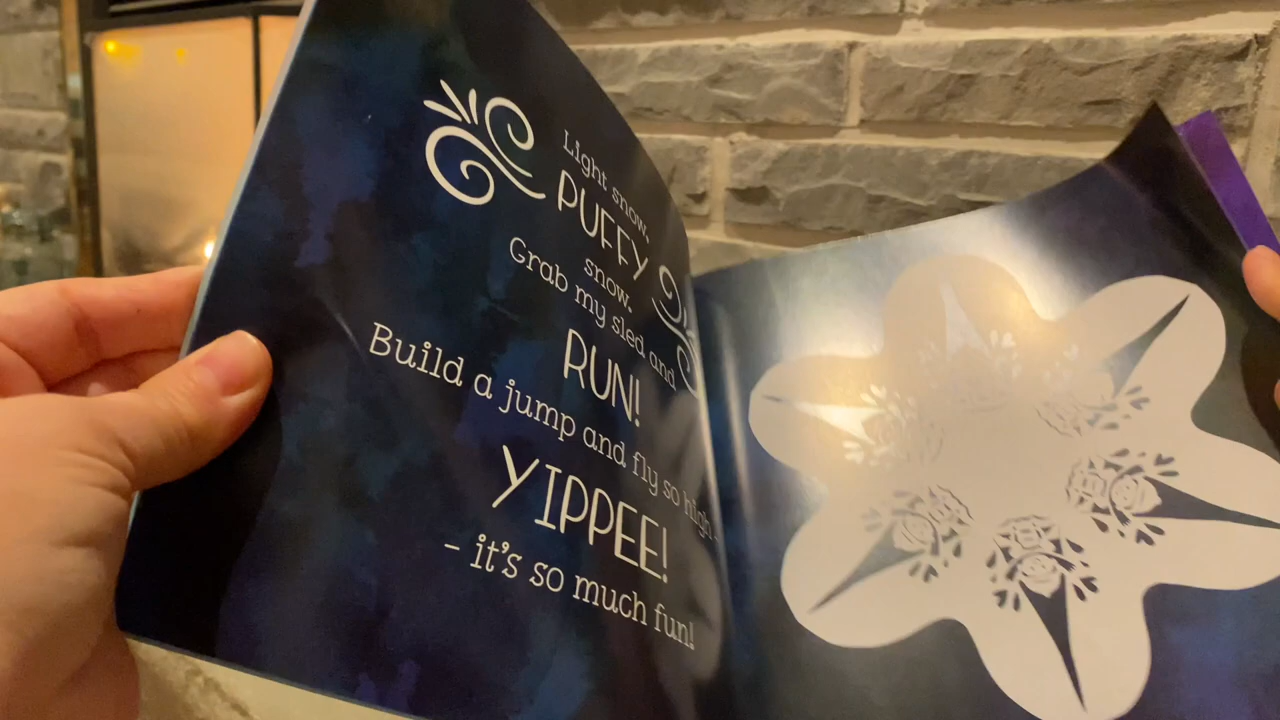 Light snow.
PUFFY
snow.
Grab my sled and
RUN!
Build a jump and fly so high.
YIPPEE!
- it's so much fun!